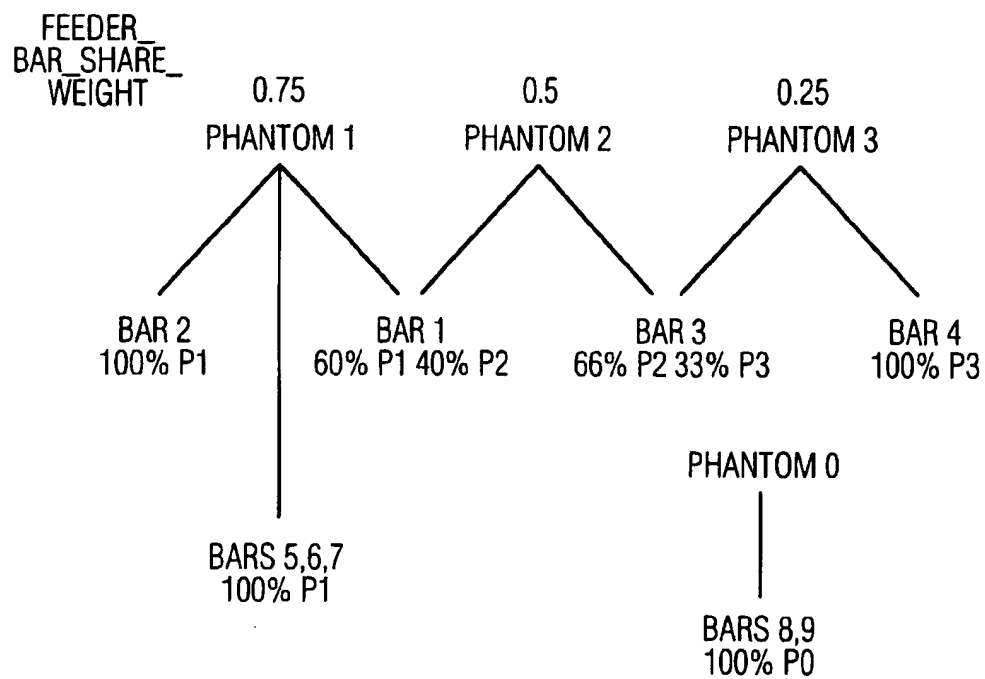 FEEDER_
BAR_SHARE_
WEIGHT
0.75
0.5
0.25
PHANTOM 1
PHANTOM 2
PHANTOM 3
BAR 2
100% P1
BAR 1
60% P1 40% P2
BAR 3
66% P2 33% P3
BAR 4
100% P3
PHANTOM 0
BARS 5,6,7
100% P1
BARS 8,9
100% P0